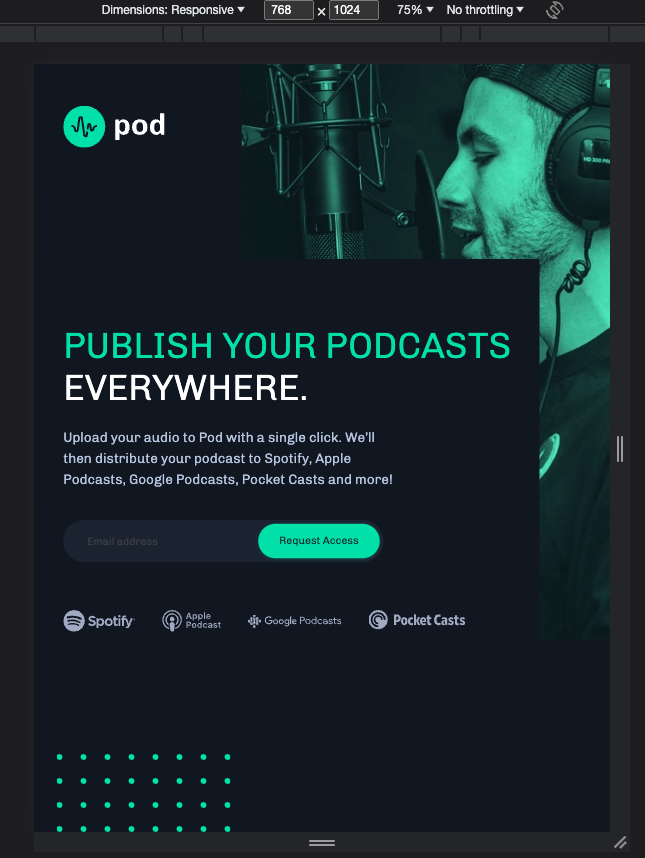 Dimensions: Responsive ▼ 768 × 1024 75% ▼ No throttling ▼
pod
PUBLISH YOUR PODCASTS
EVERYWHERE.
Upload your audio to Pod with a single click. We’ll
then distribute your podcast to Spotify, Apple
Podcasts, Google Podcasts, Pocket Casts and more!
Email address
Request Access
Spotify
Apple
Podcast
Google Podcasts
Pocket Casts